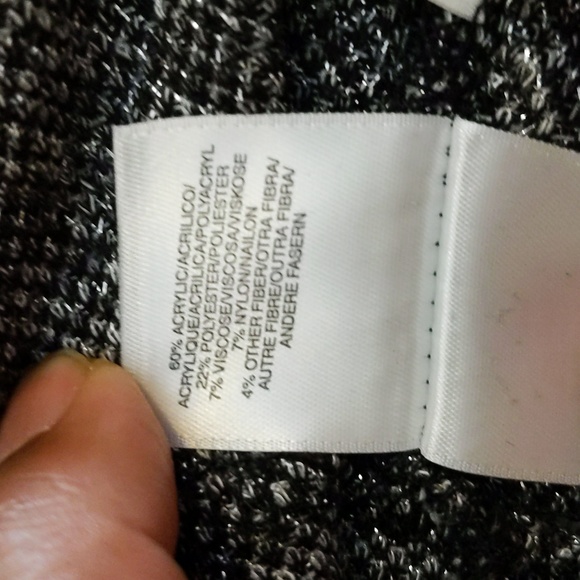 60% ACRYLIC/ACRILICO/
ACRYLIQUE/ACRILICA/POLYACRYL
22% POLYESTER/POLIESTER
7% VISCOSE/VISCOSA/VISKOSE
7% NYLON/NAILON
4% OTHER FIBER/OTRA FIBRA/
AUTRE FIBRE/OUTRA FIBRA/
ANDERE FASERN